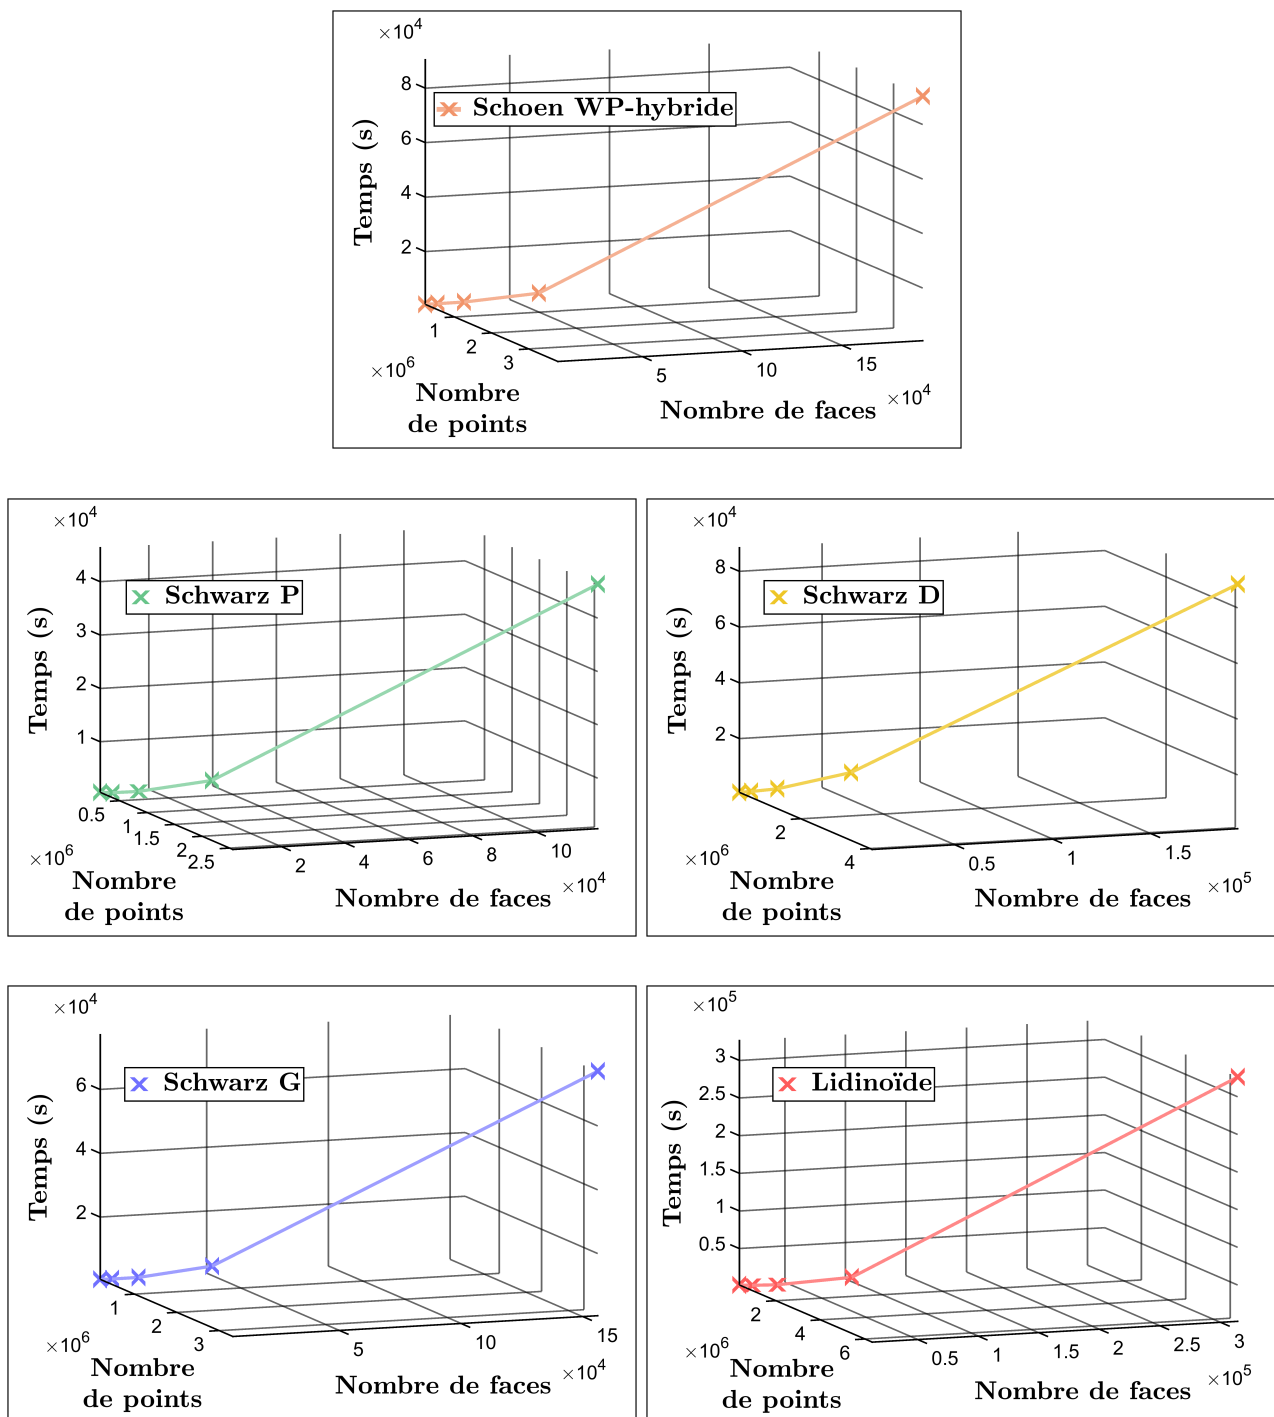 ×10⁴
8
6
4
2
Temps (s)
Schoen WP-hybride
1
2
3
×10⁶
Nombre
de points
5
10
15
×10⁴
Nombre de faces
×10⁴
4
3
2
1
Temps (s)
Schwarz P
0.5
1
1.5
2
2.5
×10⁶
Nombre
de points
2
4
6
8
10
×10⁴
Nombre de faces
×10⁴
8
6
4
2
Temps (s)
Schwarz D
2
4
×10⁶
Nombre
de points
0.5
1
1.5
×10⁵
Nombre de faces
×10⁴
6
4
2
Temps (s)
Schwarz G
1
2
3
×10⁶
Nombre
de points
5
10
15
×10⁴
Nombre de faces
×10⁵
3
2.5
2
1.5
1
0.5
Temps (s)
Lidinoïde
2
4
6
×10⁶
Nombre
de points
0.5
1
1.5
2
2.5
3
×10⁵
Nombre de faces